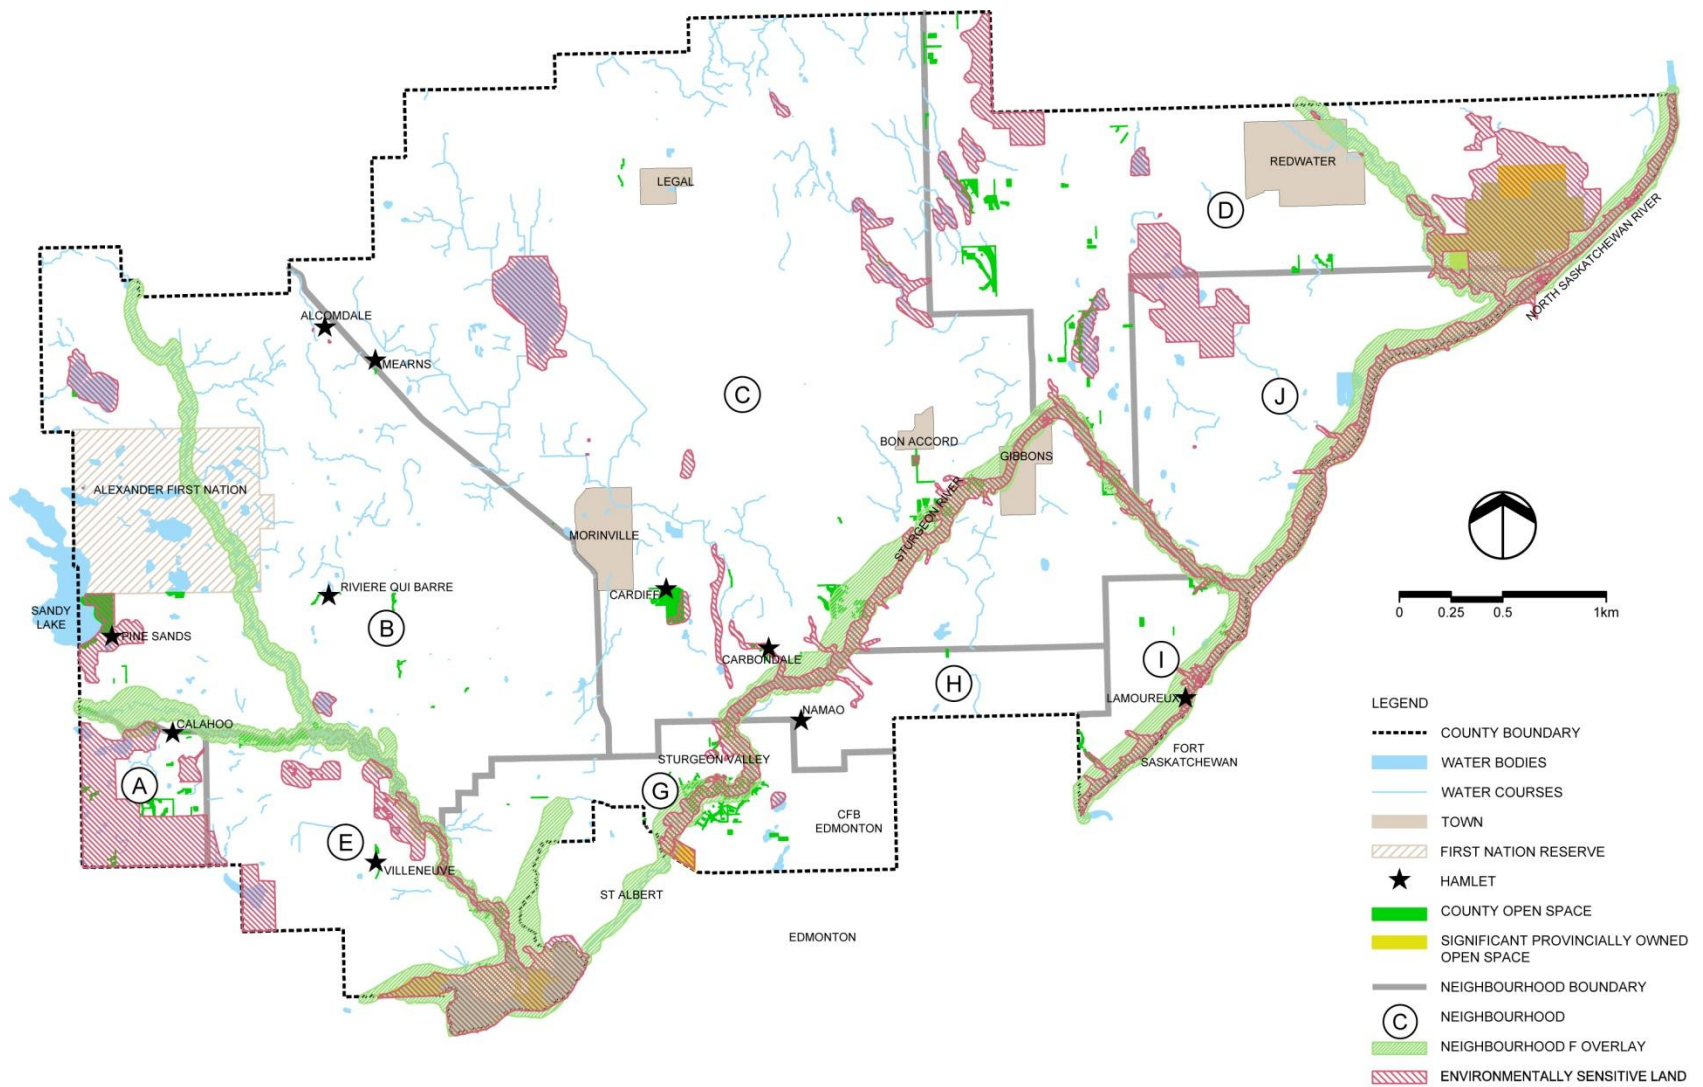 REDWATER
LEGAL
D
NORTH SASKATCHEWAN RIVER
ALCOMDALE
MEARNS
C
J
BON ACCORD
GIBBONS
ALEXANDER FIRST NATION
STURGEON RIVER
MORINVILLE
RIVIERE QUI BARRE
CARDIFF
SANDY
LAKE
PINE SANDS
B
CARBONDALE
I
H
LAMOUREUX
NAMAO
CALAHOO
STURGEON VALLEY
FORT
SASKATCHEWAN
A
G
CFB
EDMONTON
E
VILLENEUVE
ST ALBERT
EDMONTON
0 0.25 0.5 1km
LEGEND
COUNTY BOUNDARY
WATER BODIES
WATER COURSES
TOWN
FIRST NATION RESERVE
HAMLET
COUNTY OPEN SPACE
SIGNIFICANT PROVINCIALLY OWNED
OPEN SPACE
NEIGHBOURHOOD BOUNDARY
C NEIGHBOURHOOD
NEIGHBOURHOOD F OVERLAY
ENVIRONMENTALLY SENSITIVE LAND